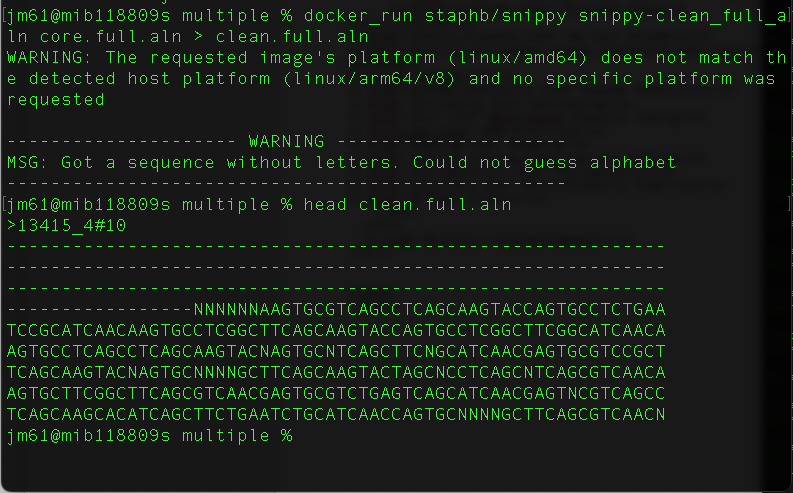 [jm61@mib118809s multiple % docker_run staphb/snippy snippy-clean_full_a]
ln core.full.aln > clean.full.aln
WARNING: The requested image's platform (linux/amd64) does not match th
e detected host platform (linux/arm64/v8) and no specific platform was
requested
--------------------- WARNING ---------------------
MSG: Got a sequence without letters. Could not guess alphabet
---------------------------------------------------
[jm61@mib118809s multiple % head clean.full.aln ]
>13415_4#10
------------------------------------------------------------
------------------------------------------------------------
------------------------------------------------------------
-----------------NNNNNNAAGTGCGTCAGCCTCAGCAAGTACCAGTGCCTCTGAA
TCCGCATCAACAAGTGCCTCGGCTTCAGCAAGTACCAGTGCCTCGGCTTCGGCATCAACA
AGTGCCTCAGCCTCAGCAAGTACNAGTGCNTCAGCTTCNGCATCAACGAGTGCGTCCGCT
TCAGCAAGTACNAGTGCNNNNGCTTCAGCAAGTACTAGCNCCTCAGCNTCAGCGTCAACA
AGTGCTTCGGCTTCAGCGTCAACGAGTGCGTCTGAGTCAGCATCAACGAGTNCGTCAGCC
TCAGCAAGCACATCAGCTTCTGAATCTGCATCAACCAGTGCNNNNGCTTCAGCGTCAACN
jm61@mib118809s multiple %